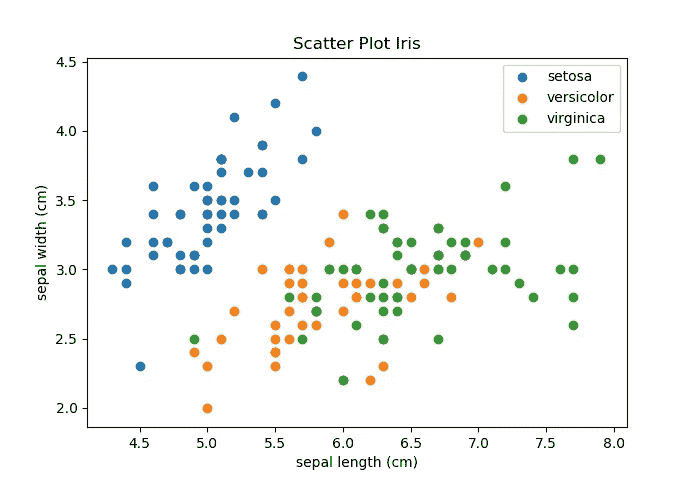 Scatter Plot Iris
4.5
4.0
3.5
3.0
2.5
2.0
sepal width (cm)
setosa
versicolor
virginica
4.5 5.0 5.5 6.0 6.5 7.0 7.5 8.0
sepal length (cm)